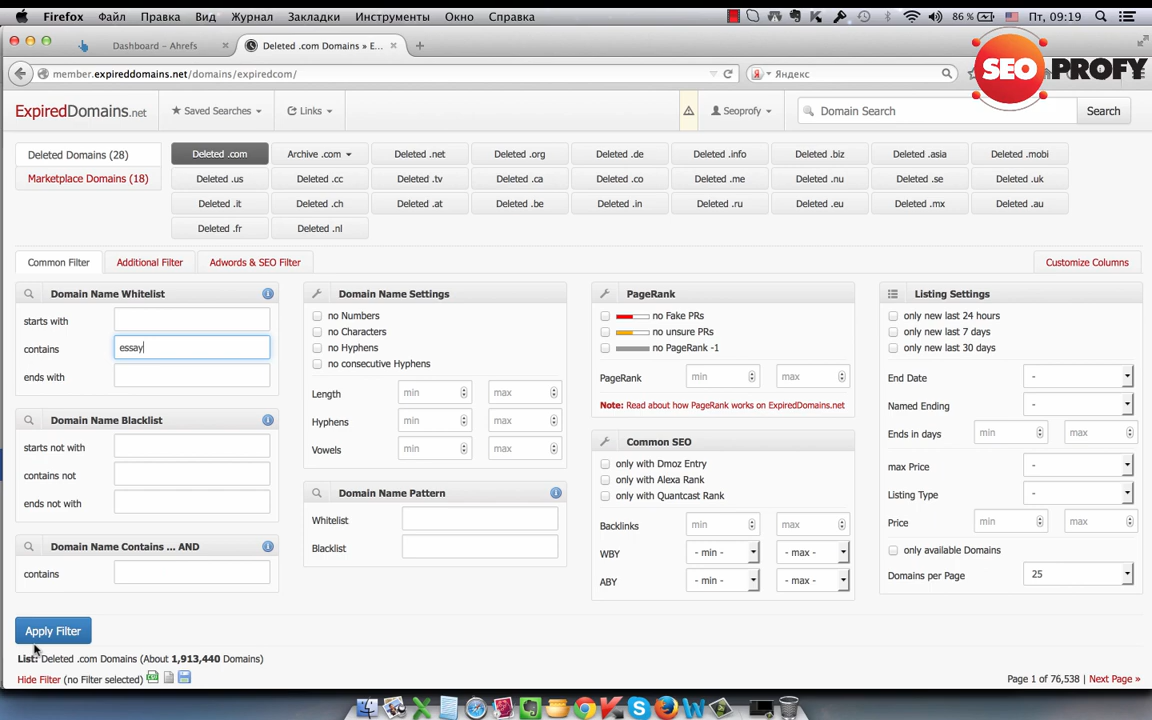 Firefox Файл Правка Вид Журнал Закладки Инструменты Окно Справка 86 % Пт, 09:19
Dashboard – Ahrefs Deleted .com Domains » E...
member.expireddomains.net/domains/expiredcom/ Яндекс
SEO PROFY
ExpiredDomains.net Saved Searches Links Seoprofy Domain Search Search
Deleted Domains (28) Deleted .com Archive .com Deleted .net Deleted .org Deleted .de Deleted .info Deleted .biz Deleted .asia Deleted .mobi
Marketplace Domains (18) Deleted .us Deleted .cc Deleted .tv Deleted .ca Deleted .co Deleted .me Deleted .nu Deleted .se Deleted .uk
Deleted .it Deleted .ch Deleted .at Deleted .be Deleted .in Deleted .ru Deleted .eu Deleted .mx Deleted .au
Deleted .fr Deleted .nl
Common Filter Additional Filter Adwords & SEO Filter Customize Columns
Domain Name Whitelist
starts with
contains essay
ends with
Domain Name Blacklist
starts not with
contains not
ends not with
Domain Name Contains ... AND
contains
Domain Name Settings
no Numbers
no Characters
no Hyphens
no consecutive Hyphens
Length min max
Hyphens min max
Vowels min max
Domain Name Pattern
Whitelist
Blacklist
PageRank
no Fake PRs
no unsure PRs
no PageRank -1
PageRank min max
Note: Read about how PageRank works on ExpiredDomains.net
Common SEO
only with Dmoz Entry
only with Alexa Rank
only with Quantcast Rank
Backlinks min max
WBY - min - - max -
ABY - min - - max -
Listing Settings
only new last 24 hours
only new last 7 days
only new last 30 days
End Date -
Named Ending -
Ends in days min max
max Price -
Listing Type -
Price min max
only available Domains
Domains per Page 25
Apply Filter
List: Deleted .com Domains (About 1,913,440 Domains)
Hide Filter (no Filter selected) Page 1 of 76,538 | Next Page »